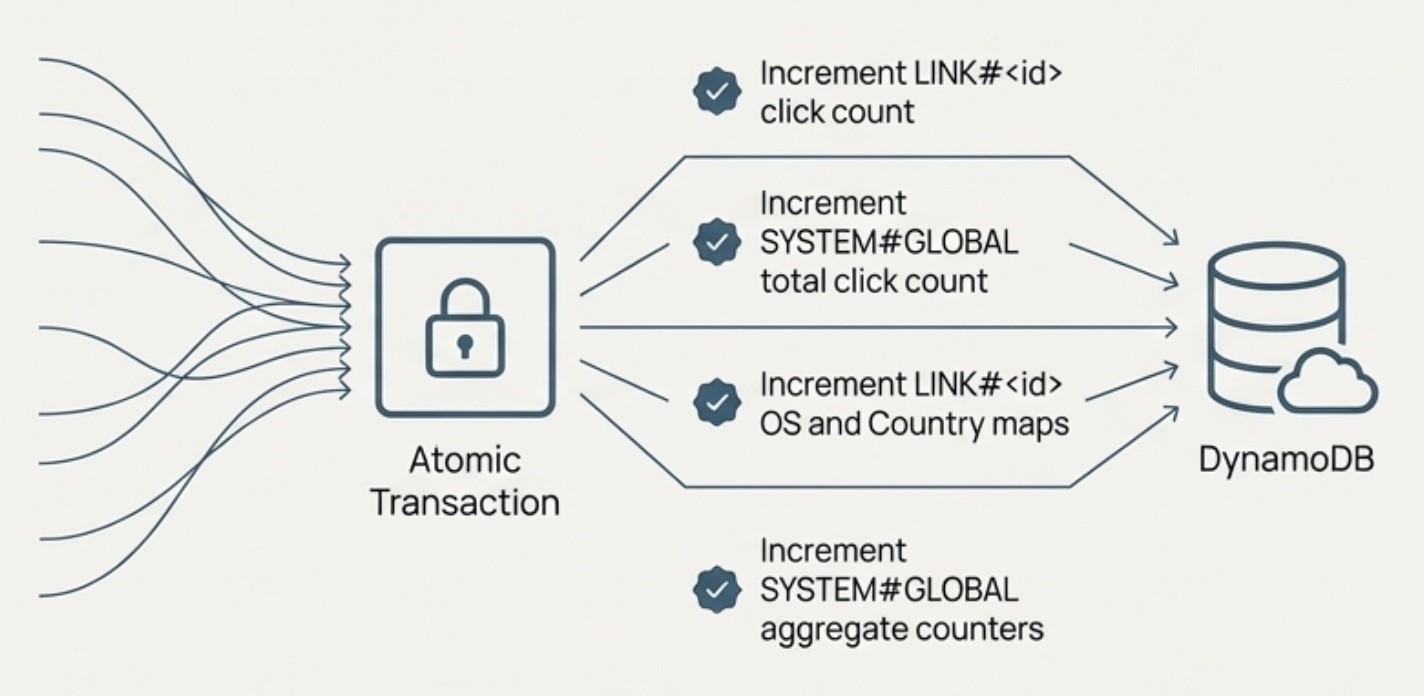 Increment LINK#<id>
click count
Increment
SYSTEM#GLOBAL
total click count
Increment LINK#<id>
OS and Country maps
Increment
SYSTEM#GLOBAL
aggregate counters
Atomic
Transaction
DynamoDB